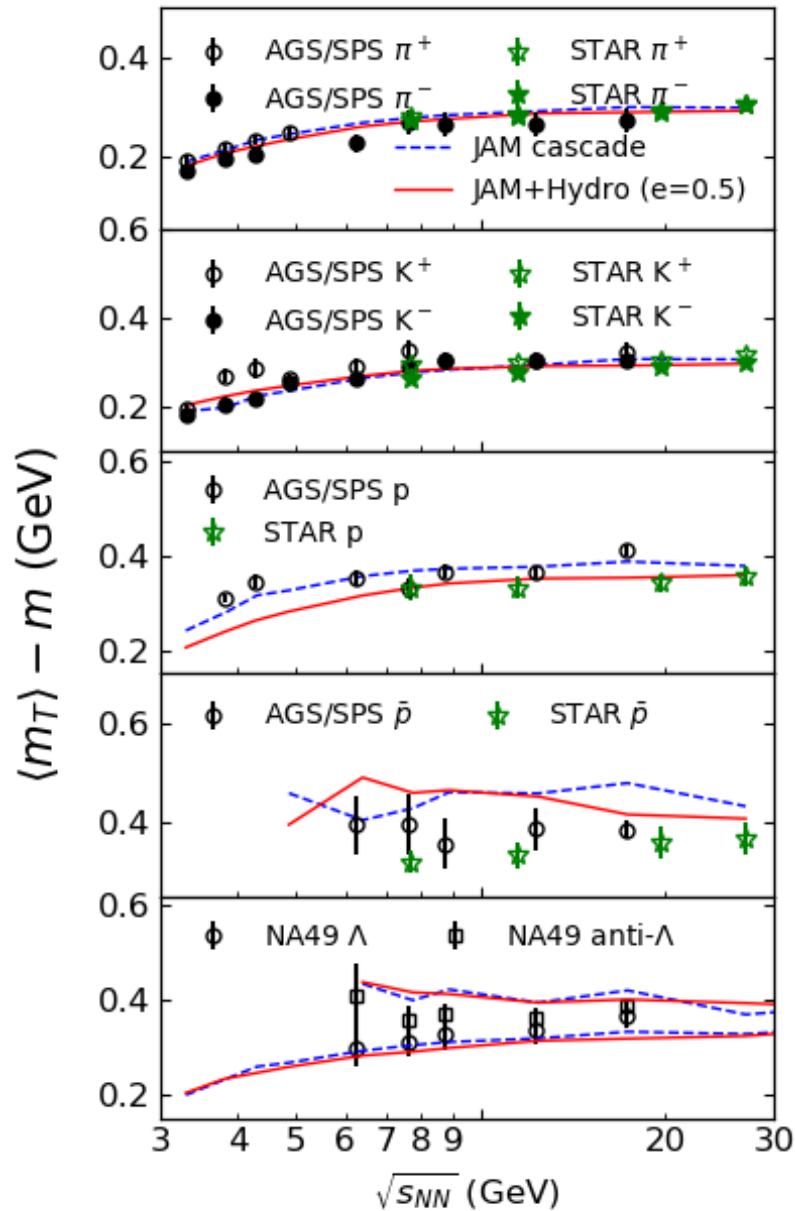 0.4
AGS/SPS π⁺ STAR π⁺
AGS/SPS π⁻ STAR π⁻
0.2
JAM cascade
JAM+Hydro (e=0.5)
0.6
AGS/SPS K⁺ STAR K⁺
AGS/SPS K⁻ STAR K⁻
0.4
0.2
0.6
AGS/SPS p
STAR p
0.4
0.2
AGS/SPS p̄ STAR p̄
0.6
0.4
0.6
NA49 Λ NA49 anti-Λ
0.4
0.2
3 4 5 6 7 8 9 20 30
√sNN (GeV)
⟨mT⟩ − m (GeV)